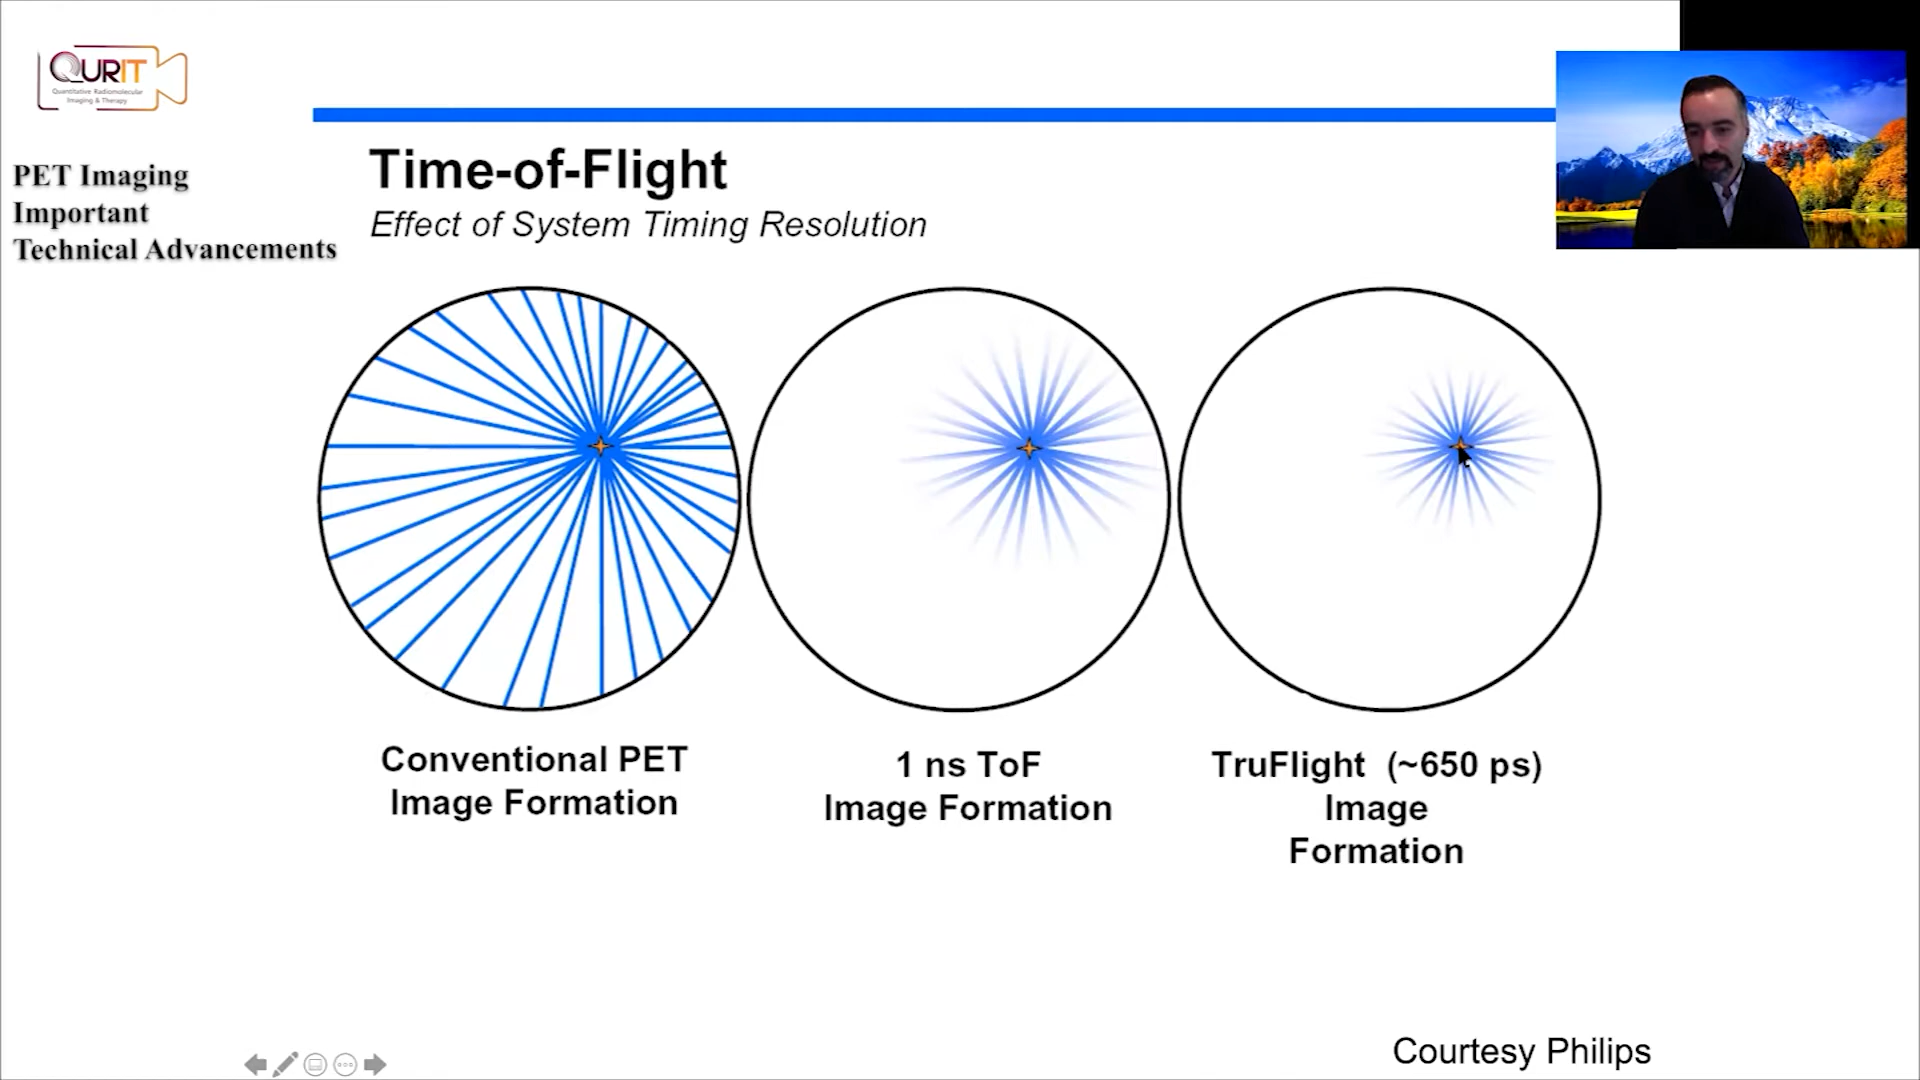 QURIT
Quantitative Radiomolecular
Imaging & Therapy
PET Imaging
Important
Technical Advancements
Time-of-Flight
Effect of System Timing Resolution
Conventional PET
Image Formation
1 ns ToF
Image Formation
TruFlight (~650 ps)
Image
Formation
Courtesy Philips